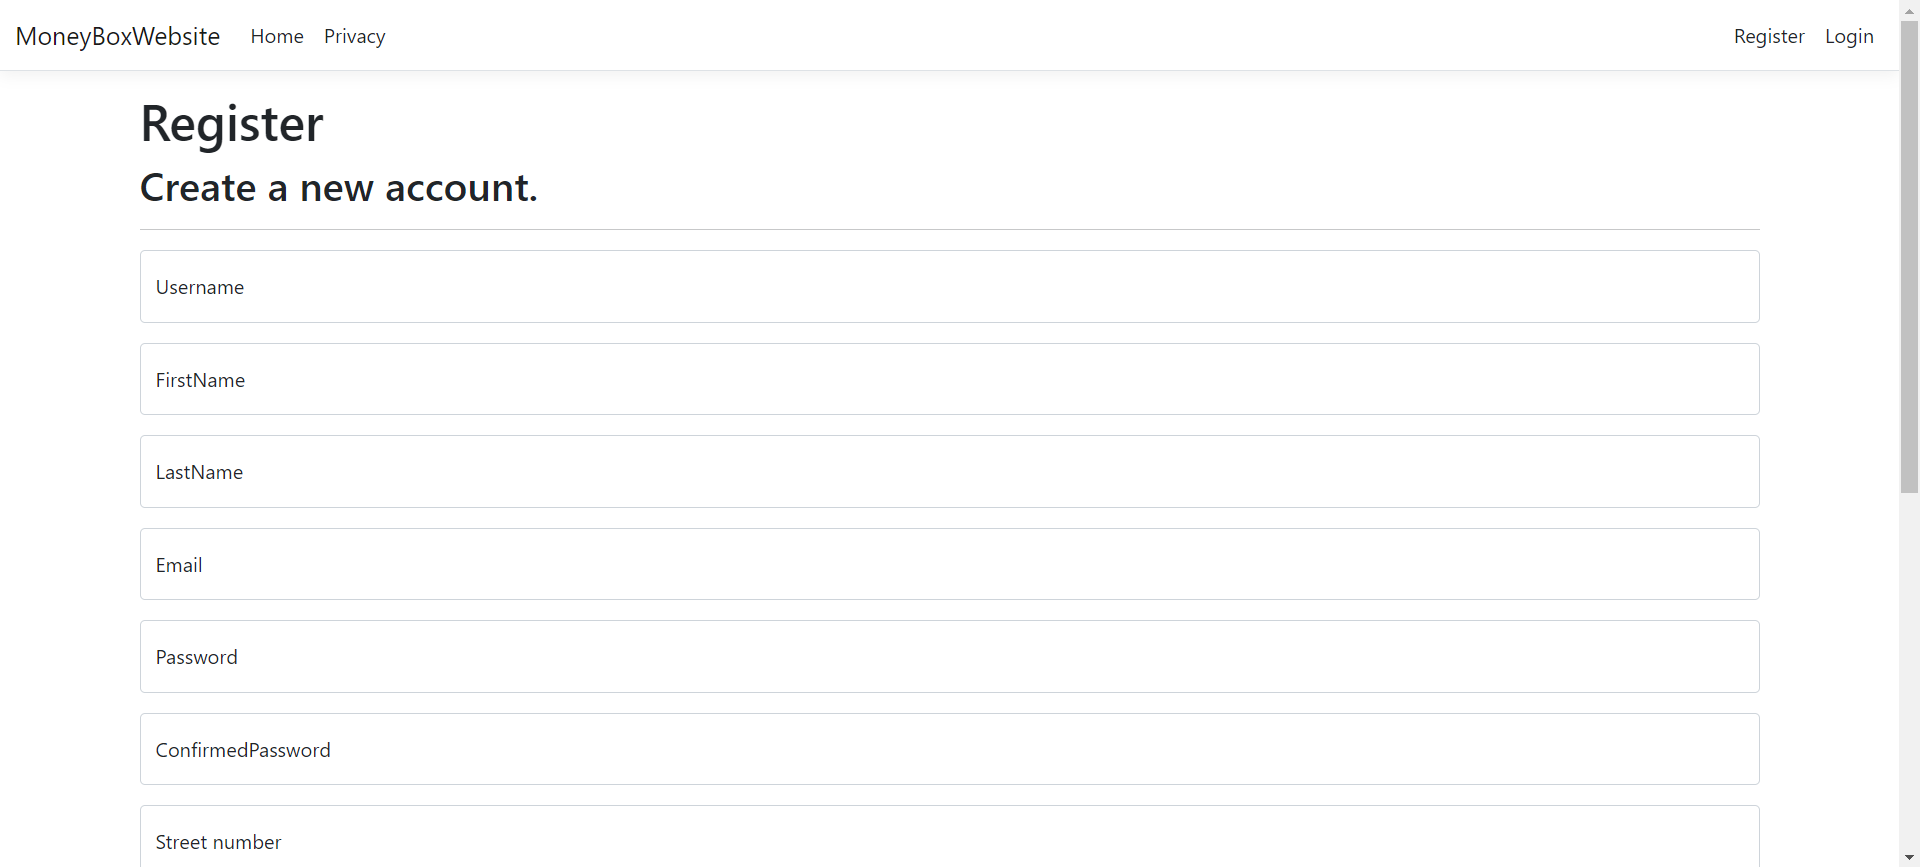 MoneyBoxWebsite Home Privacy Register Login
Register
Create a new account.
Username
FirstName
LastName
Email
Password
ConfirmedPassword
Street number